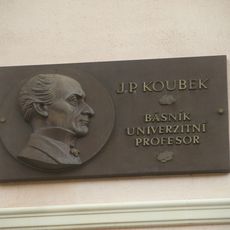 J.P. KOUBEK
BÁSNÍK
UNIVERZITNÍ
PROFESOR